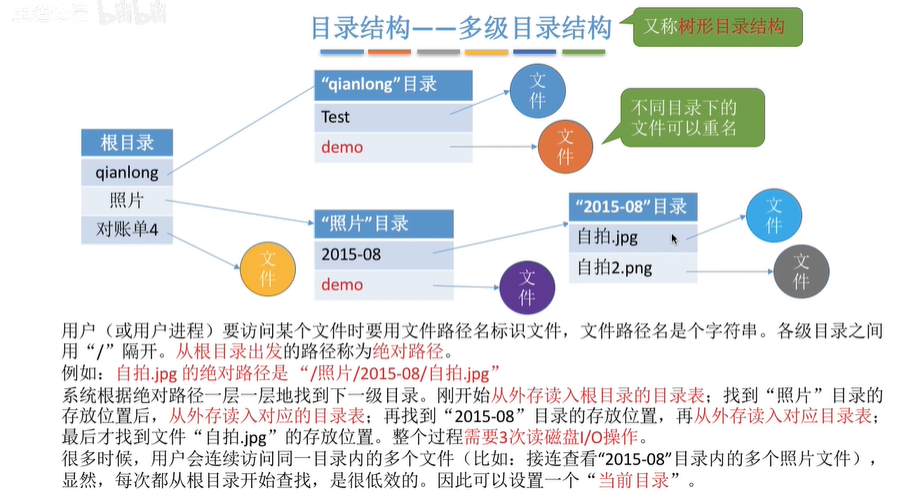 目录结构——多级目录结构
又称树形目录结构
“qianlong”目录
Test
demo
文件
文件
不同目录下的
文件可以重名
根目录
qianlong
照片
对账单4
文件
“照片”目录
2015-08
demo
文件
“2015-08”目录
自拍.jpg
自拍2.png
文件
文件
用户（或用户进程）要访问某个文件时要用文件路径名标识文件，文件路径名是个字符串。各级目录之间
用“/”隔开。从根目录出发的路径称为绝对路径。
例如：自拍.jpg 的绝对路径是 “/照片/2015-08/自拍.jpg”
系统根据绝对路径一层一层地找到下一级目录。刚开始从外存读入根目录的目录表；找到“照片”目录的
存放位置后，从外存读入对应的目录表；再找到“2015-08”目录的存放位置，再从外存读入对应目录表；
最后才找到文件“自拍.jpg”的存放位置。整个过程需要3次读磁盘I/O操作。
很多时候，用户会连续访问同一目录内的多个文件（比如：接连查看“2015-08”目录内的多个照片文件），
显然，每次都从根目录开始查找，是很低效的。因此可以设置一个“当前目录”。